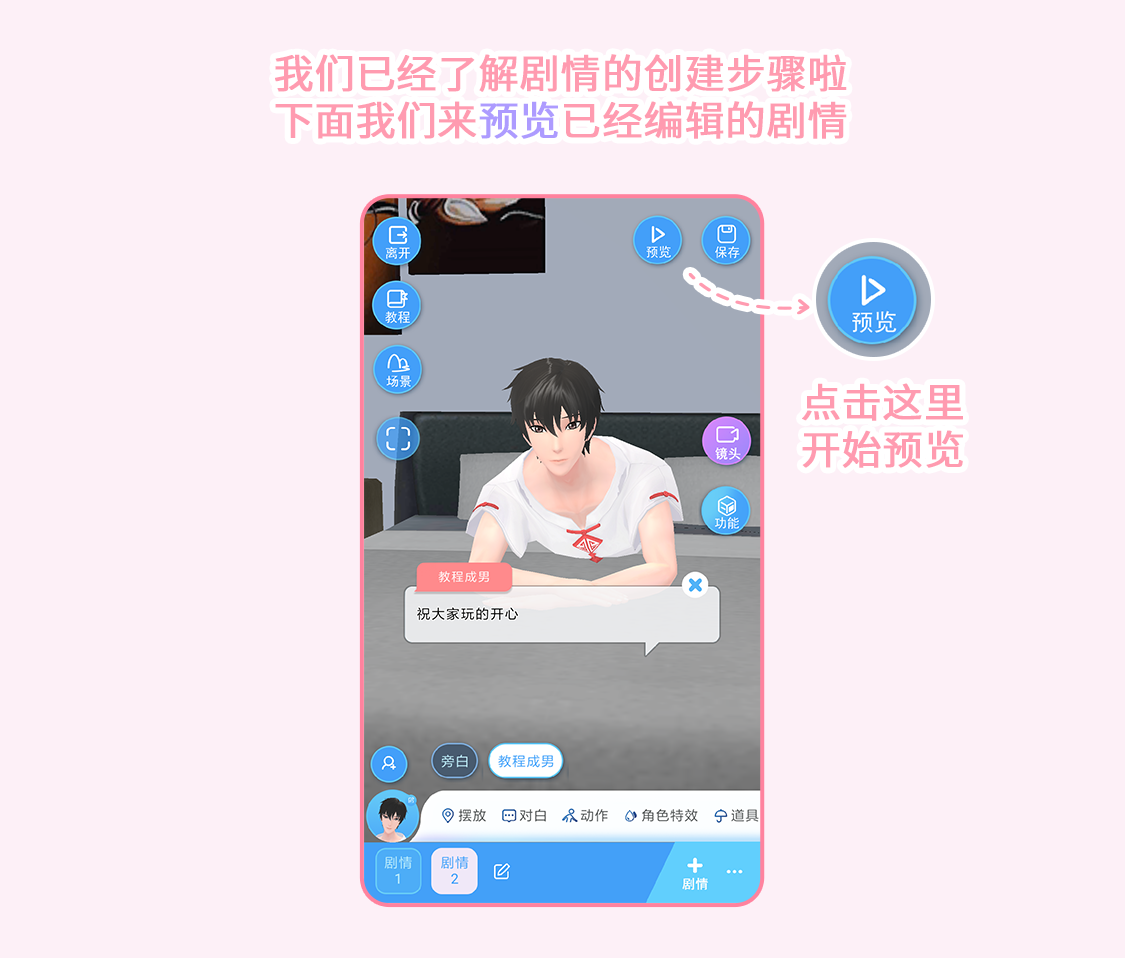 我们已经了解剧情的创建步骤啦
下面我们来预览已经编辑的剧情
离开
预览
保存
教程
预览
场景
点击这里
开始预览
镜头
功能
教程成男
祝大家玩的开心
旁白
教程成男
摆放
对白
动作
角色特效
道具
剧情
1
剧情
2
剧情